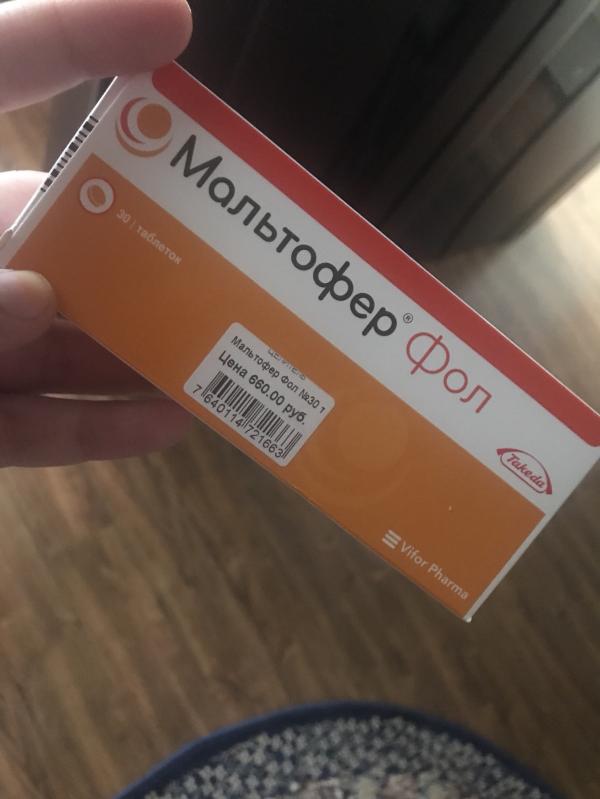 Мальтофер® Фол
30 | таблеток
Мальтофер Фол №30 т
Цена 660.00 руб.
7 640114 721663
Takeda
Vifor Pharma